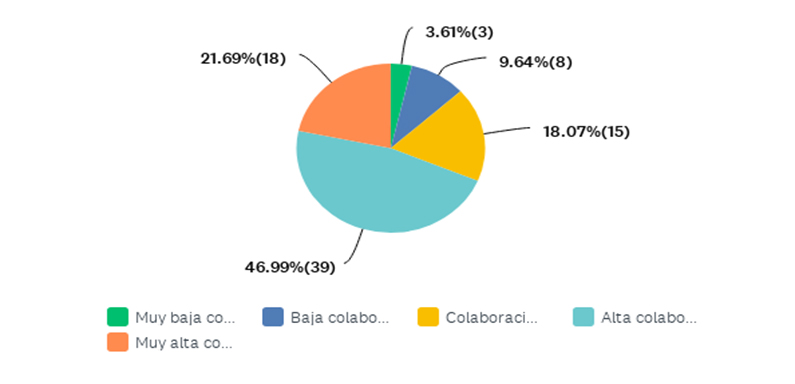 3.61%(3)
21.69%(18)
9.64%(8)
18.07%(15)
46.99%(39)
Muy baja co...
Baja colabo...
Colaboraci...
Alta colabo...
Muy alta co...